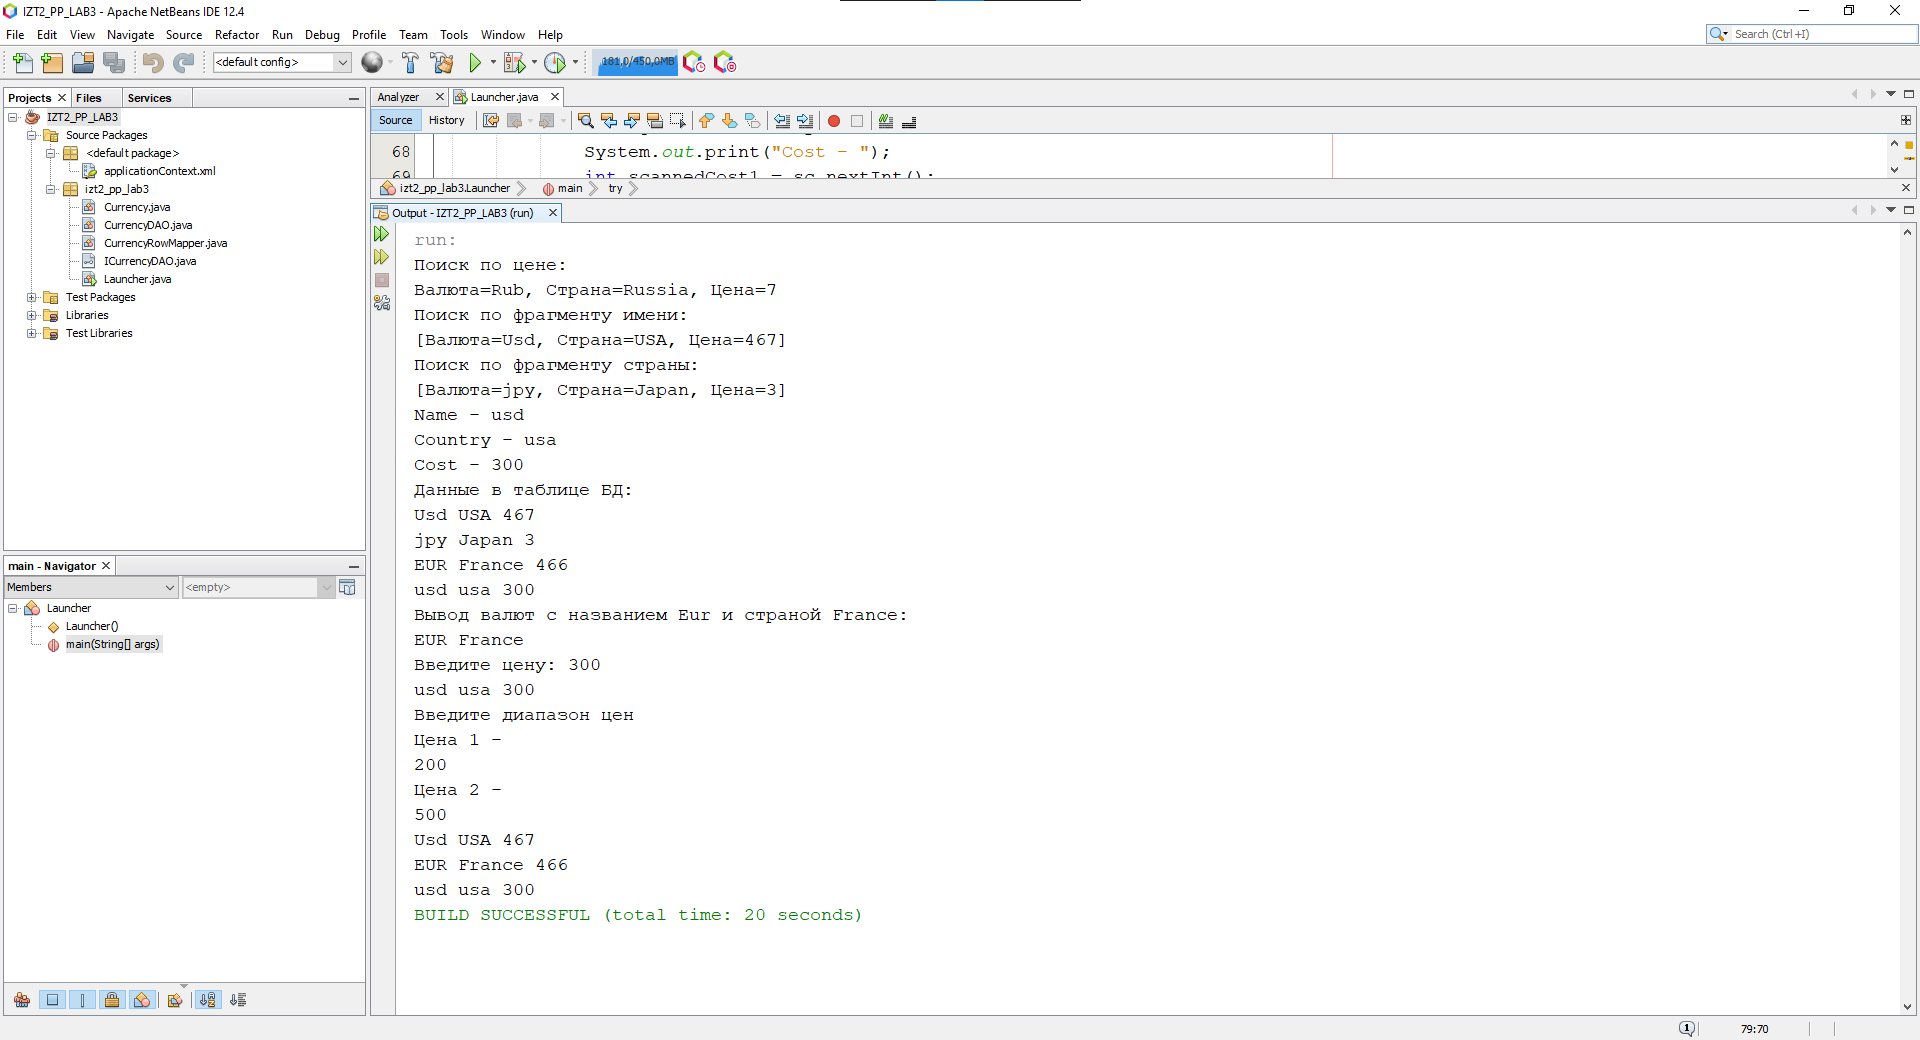 IZT2_PP_LAB3 - Apache NetBeans IDE 12.4
File Edit View Navigate Source Refactor Run Debug Profile Team Tools Window Help
Search (Ctrl+I)
<default config>
181,0/450,0MB
Projects Files Services
IZT2_PP_LAB3
Source Packages
<default package>
applicationContext.xml
izt2_pp_lab3
Currency.java
CurrencyDAO.java
CurrencyRowMapper.java
ICurrencyDAO.java
Launcher.java
Test Packages
Libraries
Test Libraries
main - Navigator
Members <empty>
Launcher
Launcher()
main(String[] args)
Analyzer Launcher.java
Source History
68 System.out.print("Cost - ");
69 int scannedCost1 = sc.nextInt();
izt2_pp_lab3.Launcher main try
Output - IZT2_PP_LAB3 (run)
run:
Поиск по цене:
Валюта=Rub, Страна=Russia, Цена=7
Поиск по фрагменту имени:
[Валюта=Usd, Страна=USA, Цена=467]
Поиск по фрагменту страны:
[Валюта=jpy, Страна=Japan, Цена=3]
Name - usd
Country - usa
Cost - 300
Данные в таблице БД:
Usd USA 467
jpy Japan 3
EUR France 466
usd usa 300
Вывод валют с названием Eur и страной France:
EUR France
Введите цену: 300
usd usa 300
Введите диапазон цен
Цена 1 -
200
Цена 2 -
500
Usd USA 467
EUR France 466
usd usa 300
BUILD SUCCESSFUL (total time: 20 seconds)
1 79:70